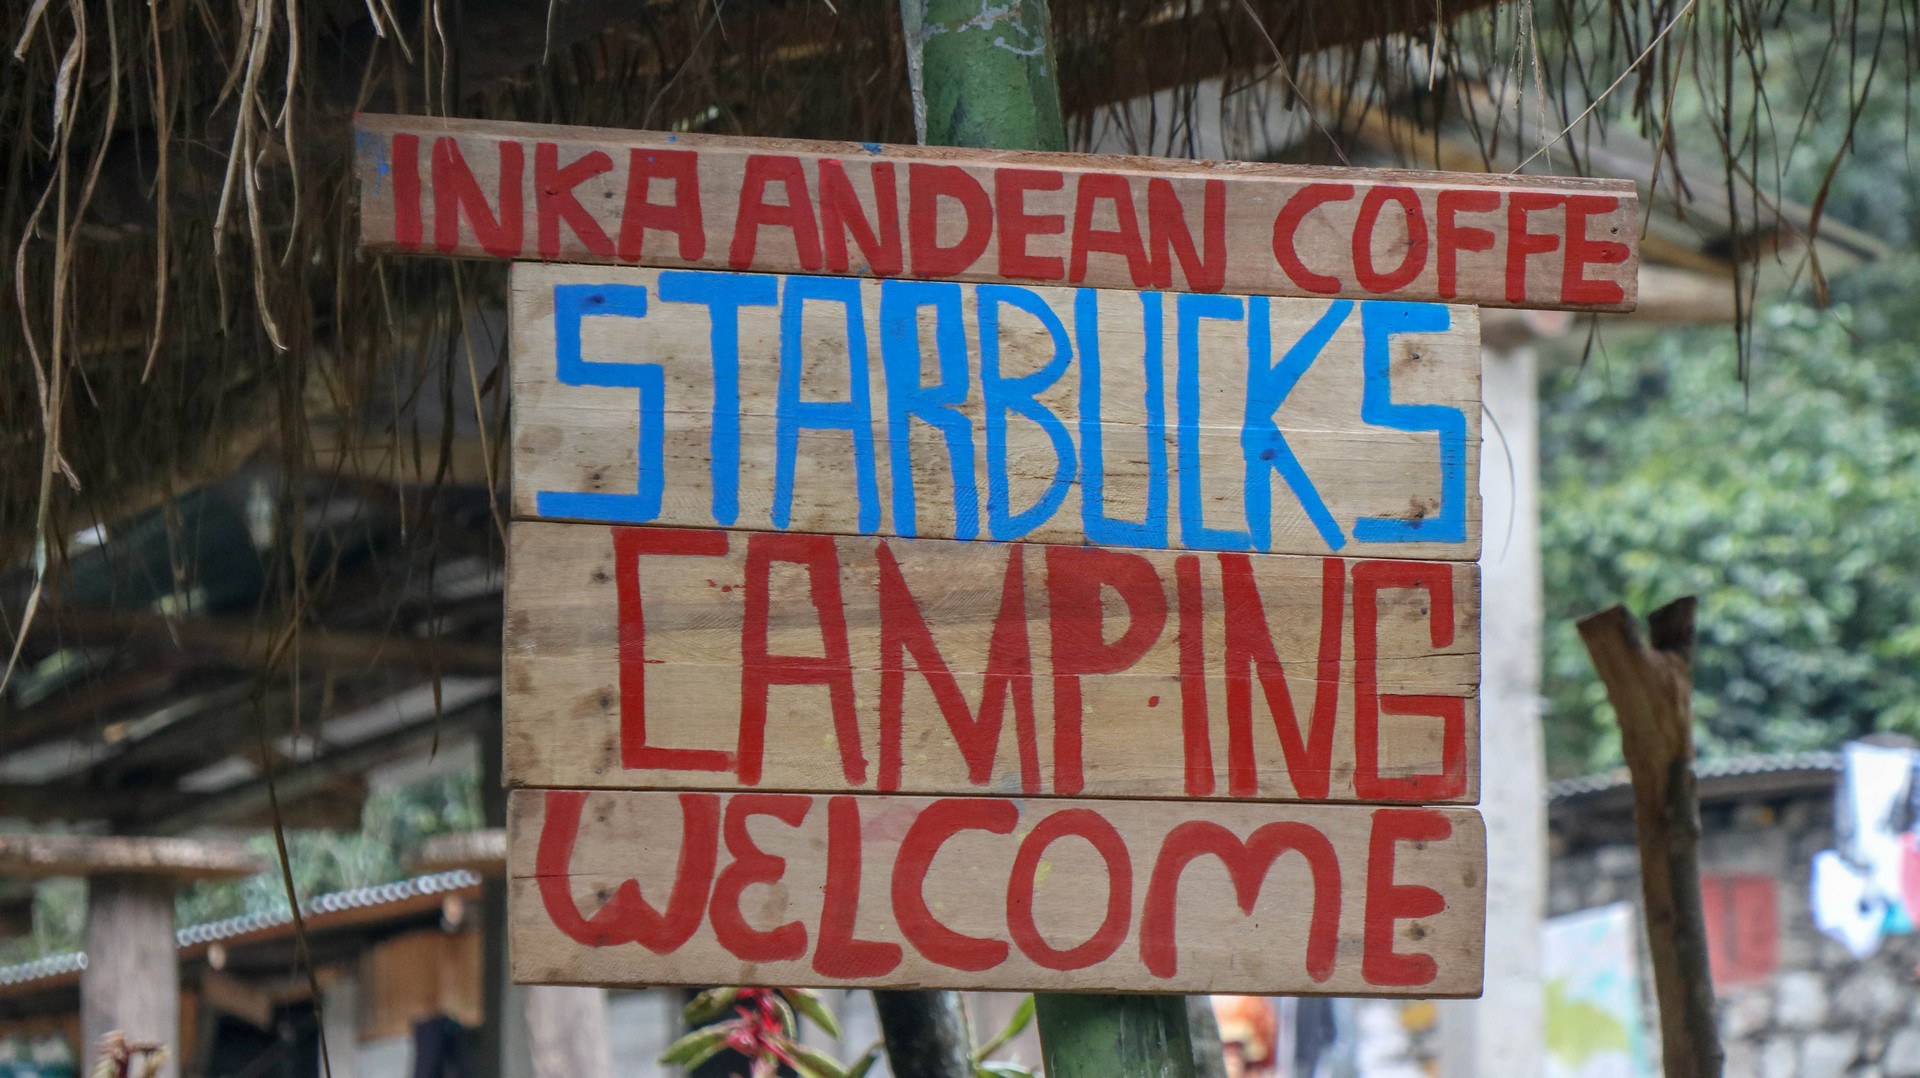 INKA ANDEAN COFFE
STARBUCKS
CAMPING
WELCOME